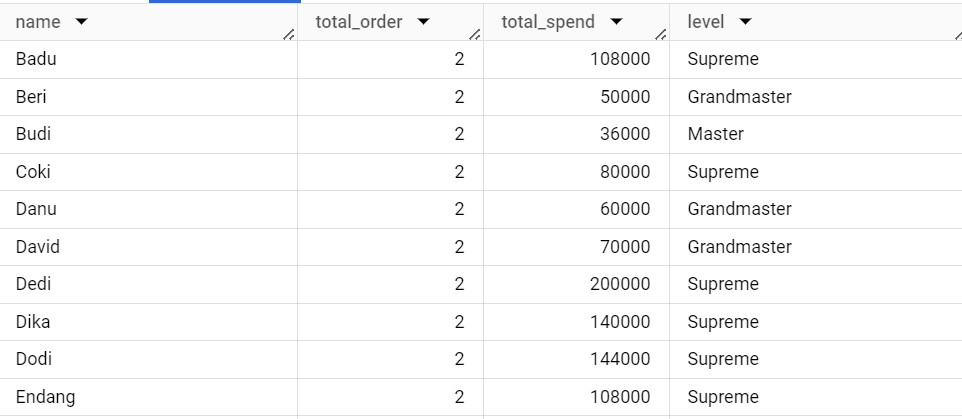 name total_order total_spend level
Badu 2 108000 Supreme
Beri 2 50000 Grandmaster
Budi 2 36000 Master
Coki 2 80000 Supreme
Danu 2 60000 Grandmaster
David 2 70000 Grandmaster
Dedi 2 200000 Supreme
Dika 2 140000 Supreme
Dodi 2 144000 Supreme
Endang 2 108000 Supreme